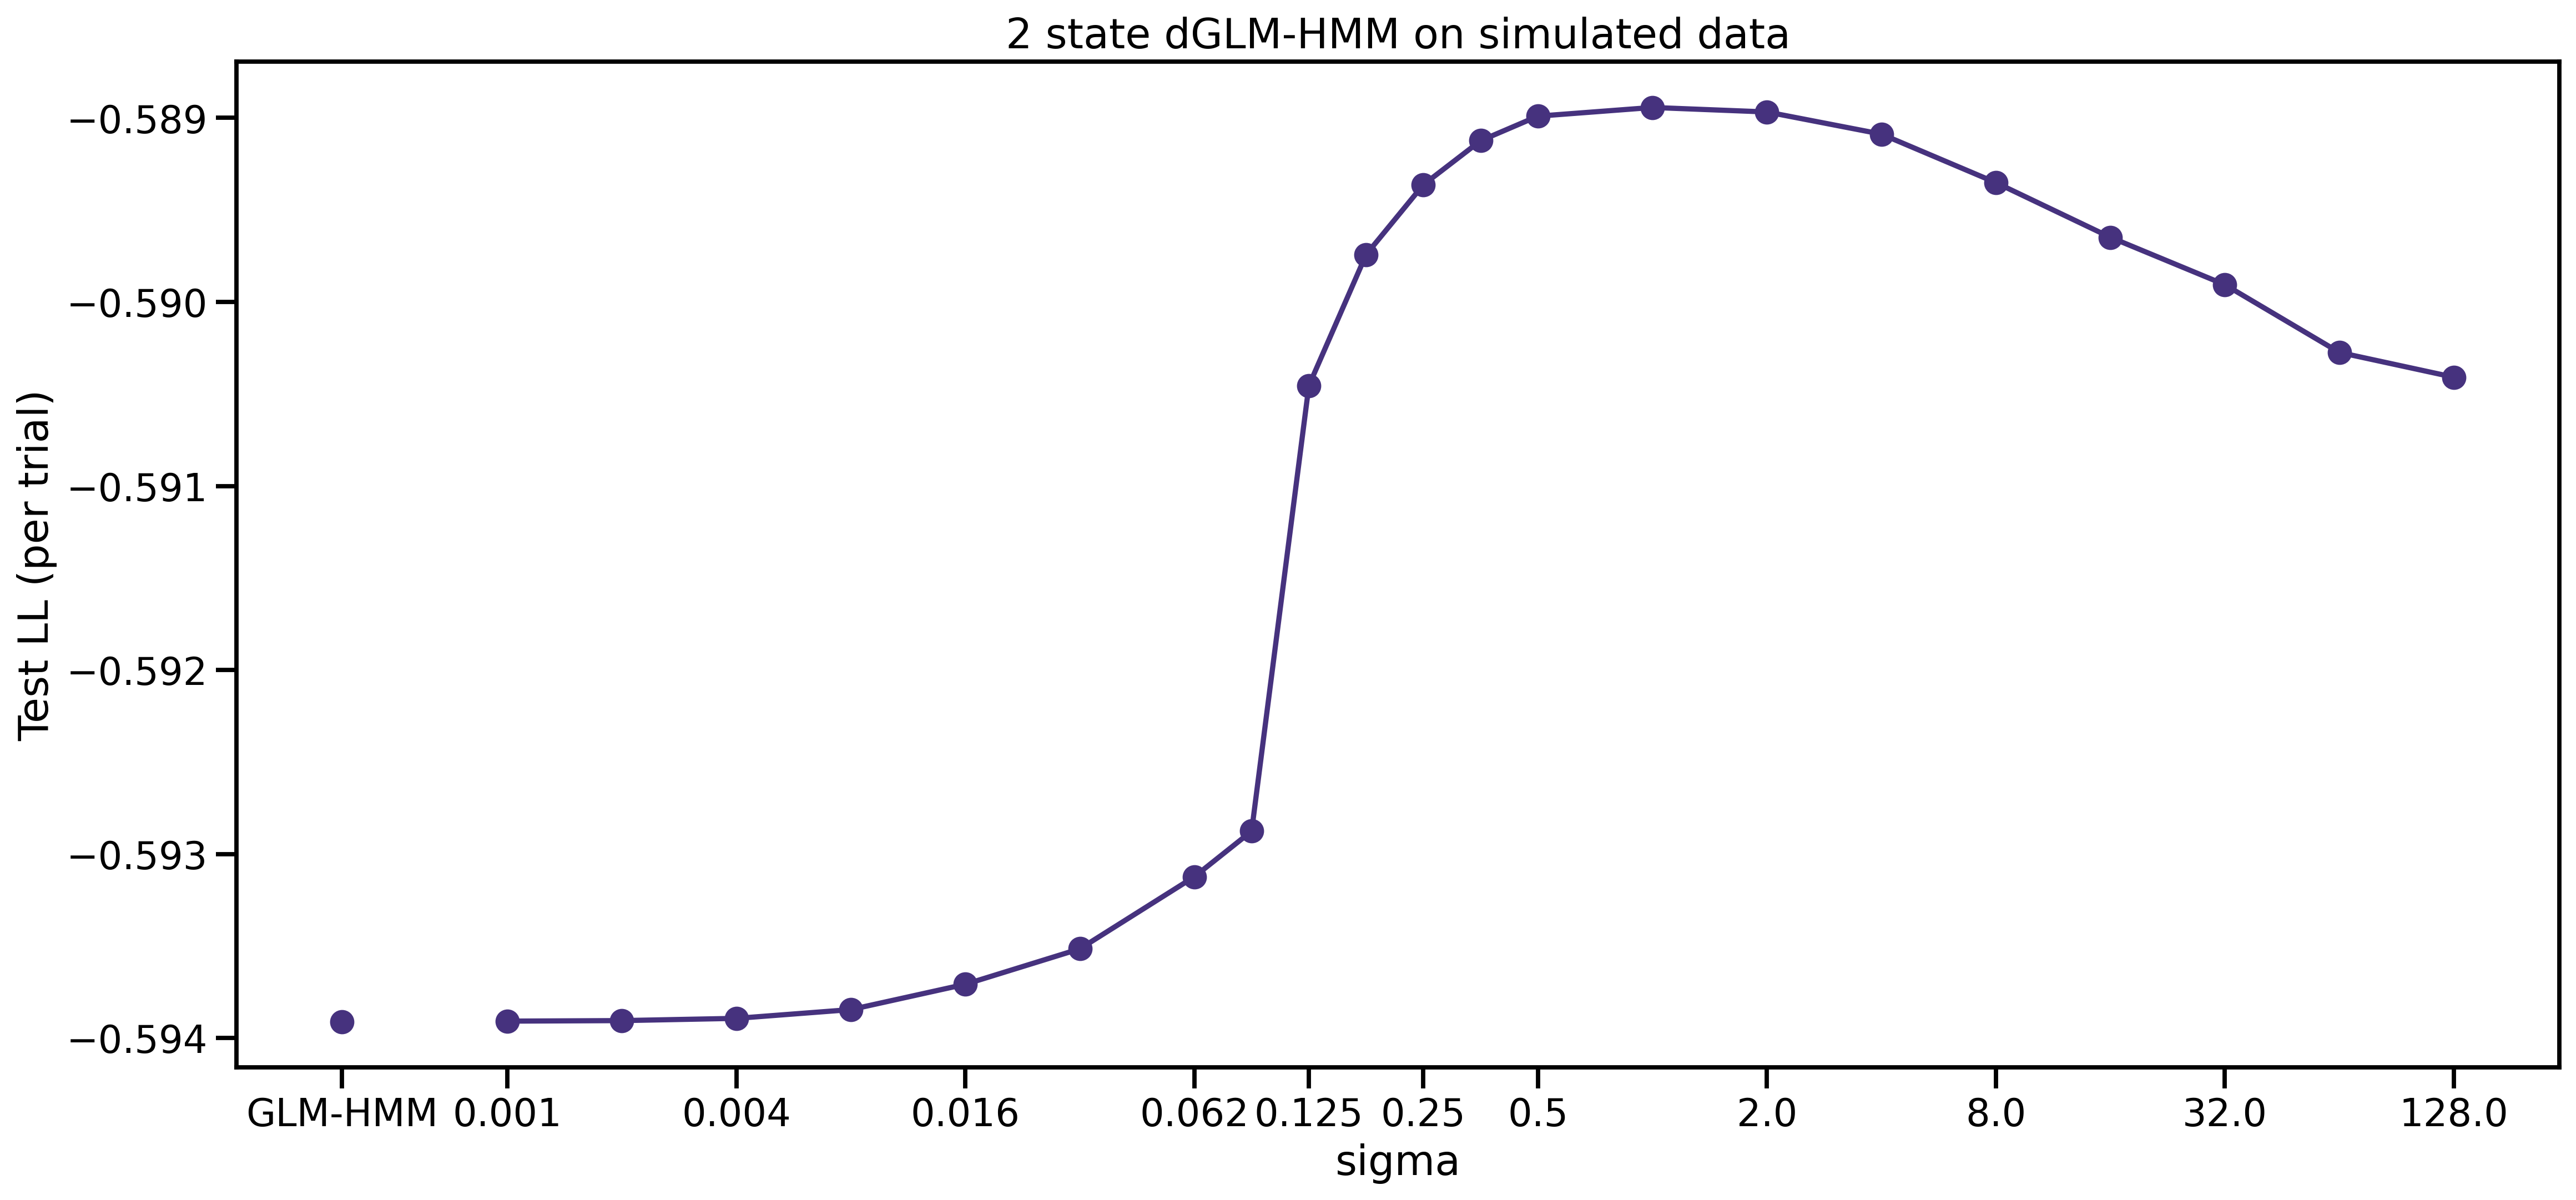 2 state dGLM-HMM on simulated data
Test LL (per trial)
−0.589
−0.590
−0.591
−0.592
−0.593
−0.594
GLM-HMM 0.001 0.004 0.016 0.062 0.125 0.25 0.5 2.0 8.0 32.0 128.0
sigma